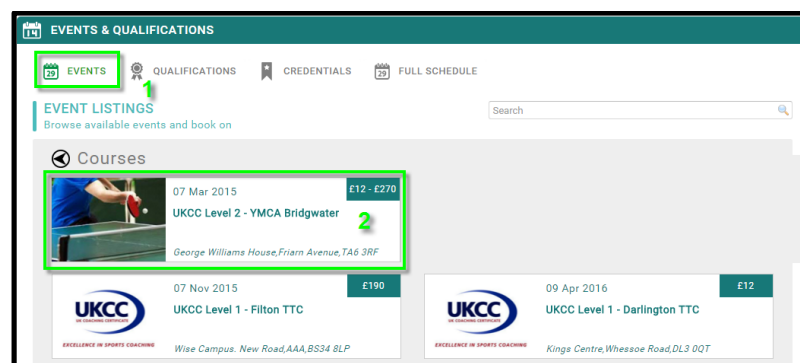 14 EVENTS & QUALIFICATIONS
29 EVENTS QUALIFICATIONS CREDENTIALS 29 FULL SCHEDULE
1
EVENT LISTINGS
Search
Browse available events and book on
Courses
07 Mar 2015 £12 - £270
UKCC Level 2 - YMCA Bridgwater
2
George Williams House,Friarn Avenue,TA6 3RF
07 Nov 2015 £190
UKCC Level 1 - Filton TTC
UKCC
UK COACHING CERTIFICATE
EXCELLENCE IN SPORTS COACHING
Wise Campus. New Road,AAA,BS34 8LP
09 Apr 2016 £12
UKCC Level 1 - Darlington TTC
UKCC
UK COACHING CERTIFICATE
EXCELLENCE IN SPORTS COACHING
Kings Centre,Whessoe Road,DL3 0QT